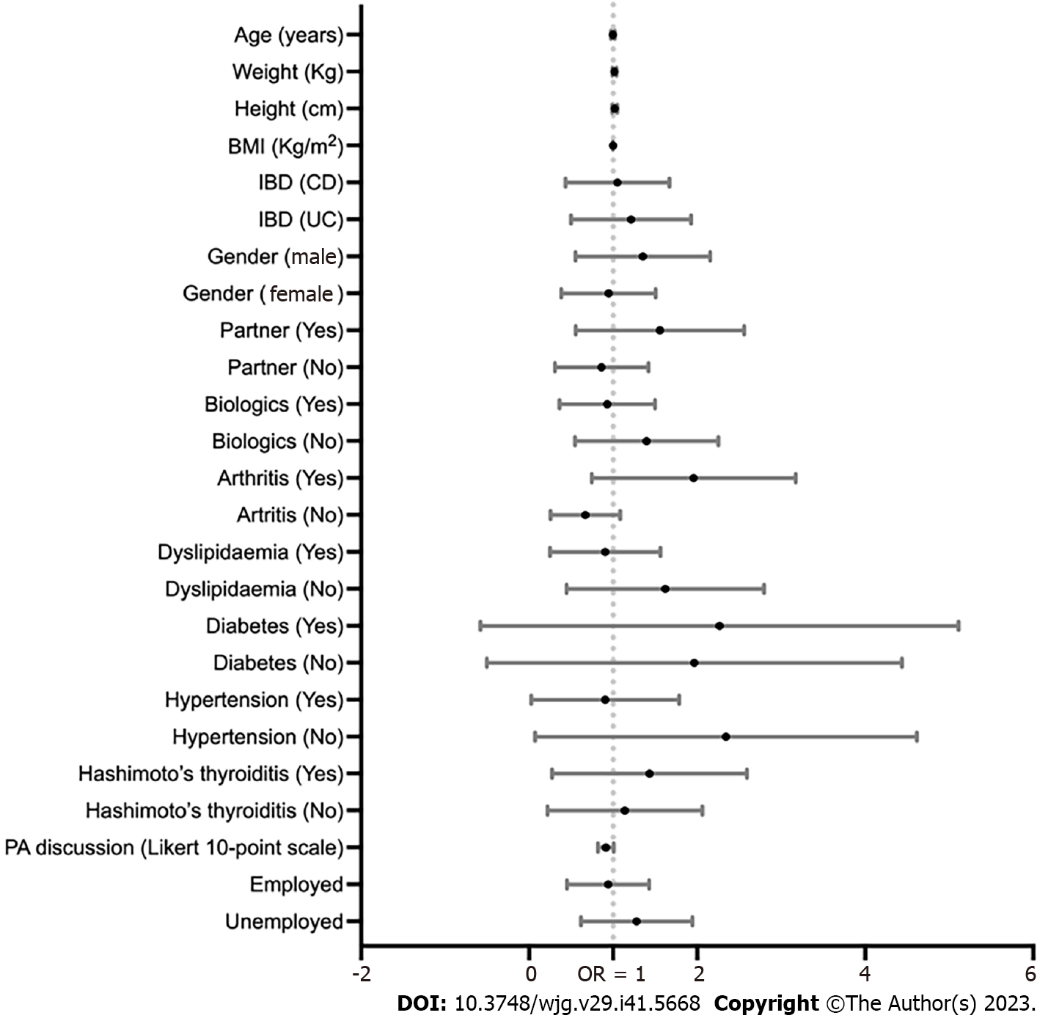 Age (years)
Weight (Kg)
Height (cm)
BMI (Kg/m²)
IBD (CD)
IBD (UC)
Gender (male)
Gender ( female )
Partner (Yes)
Partner (No)
Biologics (Yes)
Biologics (No)
Arthritis (Yes)
Artritis (No)
Dyslipidaemia (Yes)
Dyslipidaemia (No)
Diabetes (Yes)
Diabetes (No)
Hypertension (Yes)
Hypertension (No)
Hashimoto's thyroiditis (Yes)
Hashimoto's thyroiditis (No)
PA discussion (Likert 10-point scale)
Employed
Unemployed
-2 0 OR = 1 2 4 6
DOI: 10.3748/wjg.v29.i41.5668 Copyright ©The Author(s) 2023.